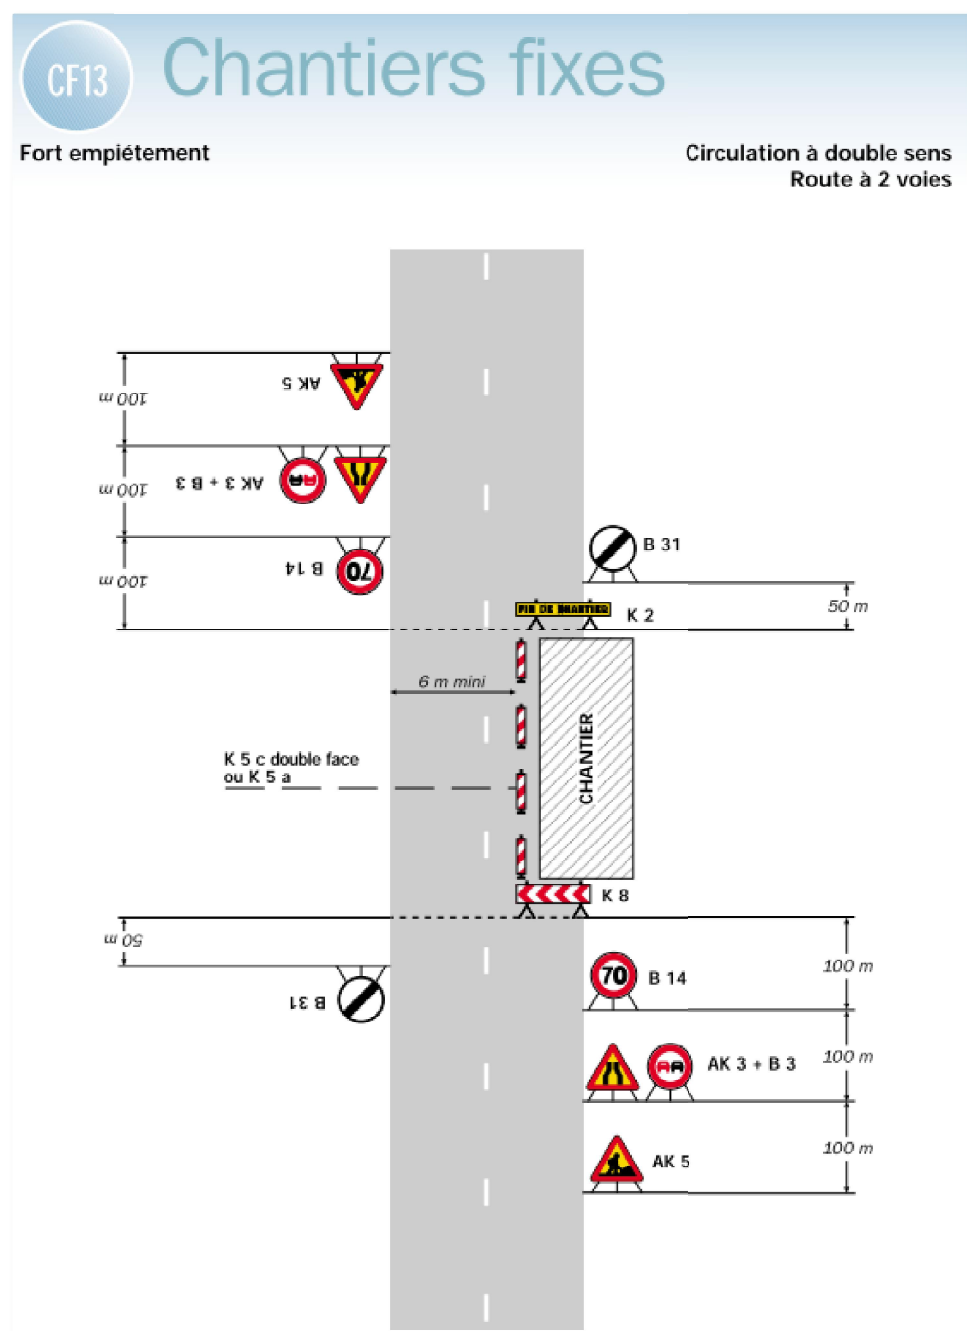 CF13
Chantiers fixes
Fort empiétement
Circulation à double sens
Route à 2 voies
AK 5
100 m
AK 3 + B 3
100 m
B 31
70
B 14
100 m
50 m
FIN DE CHANTIER
K 2
6 m mini
CHANTIER
K 5 c double face
ou K 5 a
K 8
50 m
B 31
70
B 14
100 m
AK 3 + B 3
100 m
AK 5
100 m